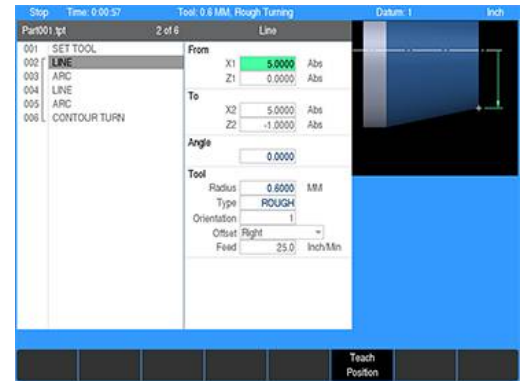 Stop Time: 0:00:57 Tool: 0.6 MM, Rough Turning Datum: 1 Inch
Part001.tpt 2 of 6 Line
001 SET TOOL
002 LINE
003 ARC
004 LINE
005 ARC
006 CONTOUR TURN
From
X1 5.0000 Abs
Z1 0.0000 Abs
To
X2 5.0000 Abs
Z2 -1.0000 Abs
Angle
0.0000
Tool
Radius 0.6000 MM
Type ROUGH
Orientation 1
Offset Right
Feed 25.0 Inch/Min
Teach
Position